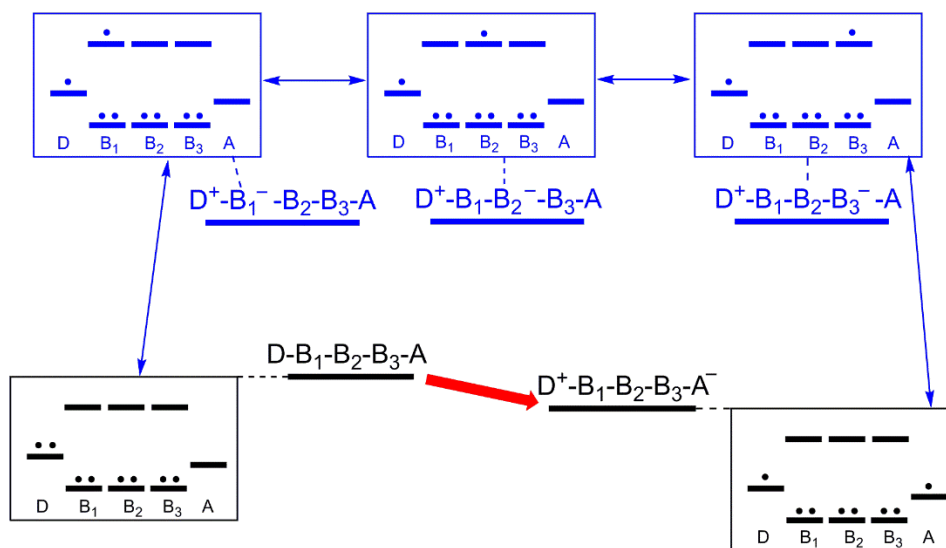 D B₁ B₂ B₃ A
D B₁ B₂ B₃ A
D B₁ B₂ B₃ A
D⁺-B₁⁻-B₂-B₃-A
D⁺-B₁-B₂⁻-B₃-A
D⁺-B₁-B₂-B₃⁻-A
D-B₁-B₂-B₃-A
D⁺-B₁-B₂-B₃-A⁻
D B₁ B₂ B₃ A
D B₁ B₂ B₃ A